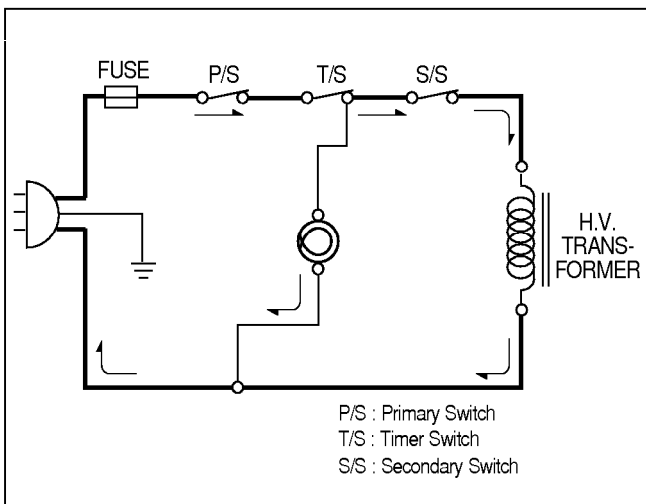 FUSE
P/S
T/S
S/S
H.V.
TRANS-
FORMER
P/S : Primary Switch
T/S : Timer Switch
S/S : Secondary Switch